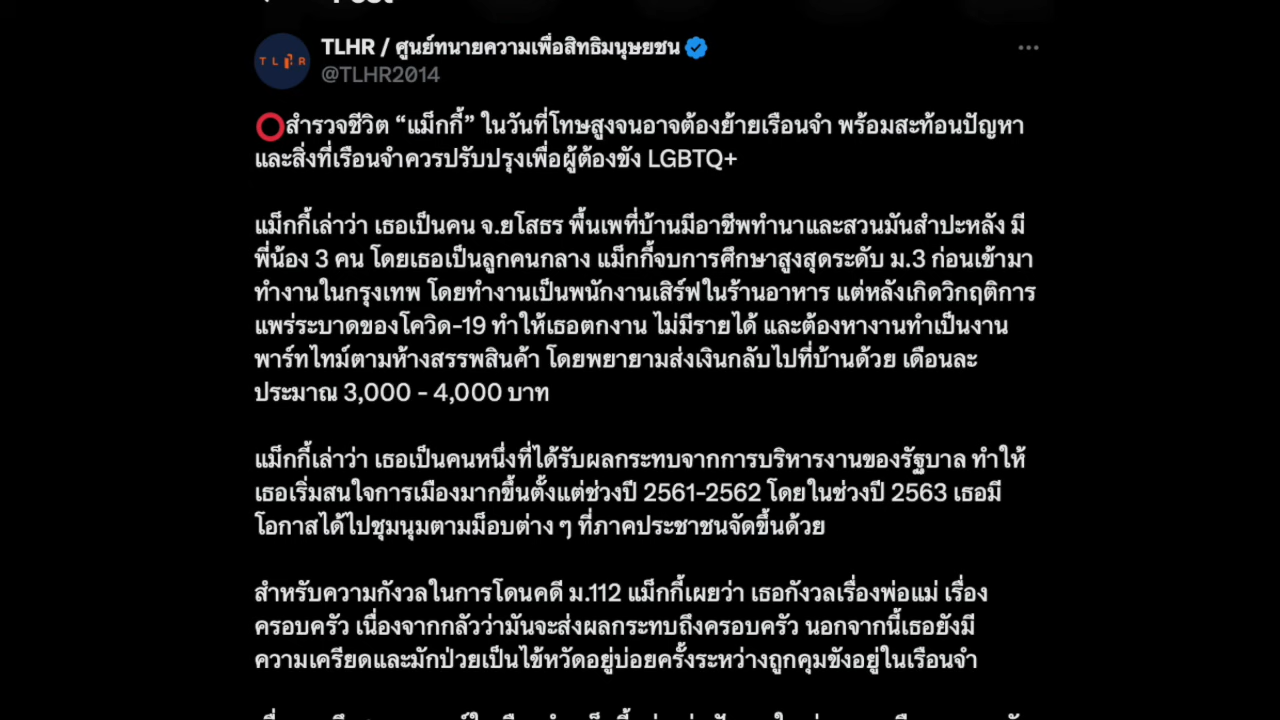 Post
TLHR / ศูนย์ทนายความเพื่อสิทธิมนุษยชน
TLHR
@TLHR2014
⭕สำรวจชีวิต “แม็กกี้” ในวันที่โทษสูงจนอาจต้องย้ายเรือนจำ พร้อมสะท้อนปัญหา
และสิ่งที่เรือนจำควรปรับปรุงเพื่อผู้ต้องขัง LGBTQ+
แม็กกี้เล่าว่า เธอเป็นคน จ.ยโสธร พื้นเพที่บ้านมีอาชีพทำนาและสวนมันสำปะหลัง มี
พี่น้อง 3 คน โดยเธอเป็นลูกคนกลาง แม็กกี้จบการศึกษาสูงสุดระดับ ม.3 ก่อนเข้ามา
ทำงานในกรุงเทพ โดยทำงานเป็นพนักงานเสิร์ฟในร้านอาหาร แต่หลังเกิดวิกฤติการ
แพร่ระบาดของโควิด-19 ทำให้เธอตกงาน ไม่มีรายได้ และต้องหางานทำเป็นงาน
พาร์ทไทม์ตามห้างสรรพสินค้า โดยพยายามส่งเงินกลับไปที่บ้านด้วย เดือนละ
ประมาณ 3,000 - 4,000 บาท
แม็กกี้เล่าว่า เธอเป็นคนหนึ่งที่ได้รับผลกระทบจากการบริหารงานของรัฐบาล ทำให้
เธอเริ่มสนใจการเมืองมากขึ้นตั้งแต่ช่วงปี 2561-2562 โดยในช่วงปี 2563 เธอมี
โอกาสได้ไปชุมนุมตามม็อบต่าง ๆ ที่ภาคประชาชนจัดขึ้นด้วย
สำหรับความกังวลในการโดนคดี ม.112 แม็กกี้เผยว่า เธอกังวลเรื่องพ่อแม่ เรื่อง
ครอบครัว เนื่องจากกลัวว่ามันจะส่งผลกระทบถึงครอบครัว นอกจากนี้เธอยังมี
ความเครียดและมักป่วยเป็นไข้หวัดอยู่บ่อยครั้งระหว่างถูกคุมขังอยู่ในเรือนจำ